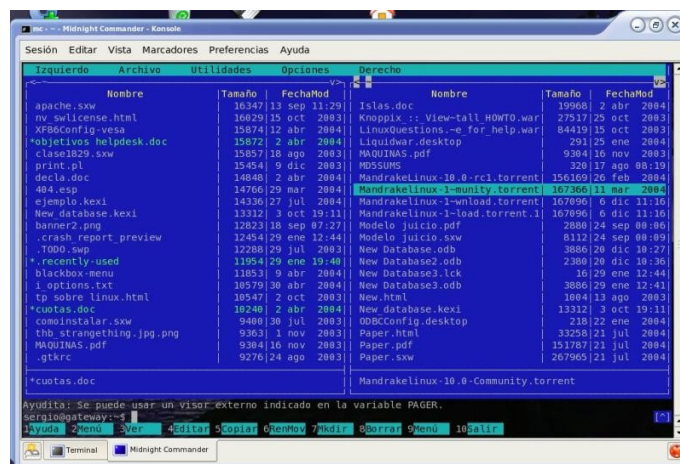 mc - ~ - Midnight Commander - Konsole
Sesión Editar Vista Marcadores Preferencias Ayuda
Izquierdo Archivo Utilidades Opciones Derecho
Nombre Tamaño FechaMod Nombre Tamaño FechaMod
apache.sxw 16347 13 sep 11:29 Islas.doc 19968 2 abr 2004
nv_swlicense.html 16029 15 oct 2003 Knoppix_::_View~tall_HOWTO.war 27517 25 oct 2003
XF86Config-vesa 15874 12 abr 2004 LinuxQuestions.~e_for_help.war 84419 15 oct 2003
*objetivos helpdesk.doc 15872 2 abr 2004 Liquidwar.desktop 291 25 ene 2004
clase1829.sxw 15857 18 ago 2003 MAQUINAS.pdf 9304 16 nov 2003
print.pl 15454 9 dic 2003 MD5SUMS 320 17 ago 08:19
decla.doc 14848 2 abr 2004 MandrakeLinux-10.0-rc1.torrent 156169 26 feb 2004
404.esp 14766 29 mar 2004 Mandrakelinux-1~munity.torrent 167366 11 mar 2004
ejemplo.kexi 14336 27 jul 2004 Mandrakelinux-1~wnload.torrent 167096 6 dic 11:16
New_database.kexi 13312 3 oct 19:11 Mandrakelinux-1~load.torrent.1 167096 6 dic 11:16
banner2.png 12823 18 sep 07:27 Modelo juicio.pdf 2880 24 sep 00:06
.crash_report_preview 12454 29 ene 12:44 Modelo juicio.sxw 8112 24 sep 00:09
.TODO.swp 12288 29 jul 2003 New Database.odb 3886 20 dic 10:27
*.recently-used 11954 29 ene 19:40 New Database2.odb 2380 20 dic 10:36
blackbox-menu 11853 9 abr 2004 New Database3.lck 16 29 ene 12:44
i_options.txt 10579 30 abr 2004 New Database3.odb 3886 29 ene 12:41
tp sobre linux.html 10547 2 oct 2003 New.html 1004 13 ago 2003
*cuotas.doc 10240 2 abr 2004 New_database.kexi 13312 3 oct 19:11
comoinstalar.sxw 9400 30 jul 2003 ODBCConfig.desktop 218 22 ene 2004
thb_strangething.jpg.png 9363 1 nov 2003 Paper.html 33258 21 jul 2004
MAQUINAS.pdf 9304 16 nov 2003 Paper.pdf 151787 21 jul 2004
.gtkrc 9276 24 ago 2003 Paper.sxw 267965 21 jul 2004
*cuotas.doc Mandrakelinux-10.0-Community.torrent
Ayudita: Se puede usar un visor externo indicado en la variable PAGER.
sergio@gateway:~$ [^]
1Ayuda 2Menú 3Ver 4Editar 5Copiar 6RenMov 7Mkdir 8Borrar 9Menú 10Salir
Terminal Midnight Commander